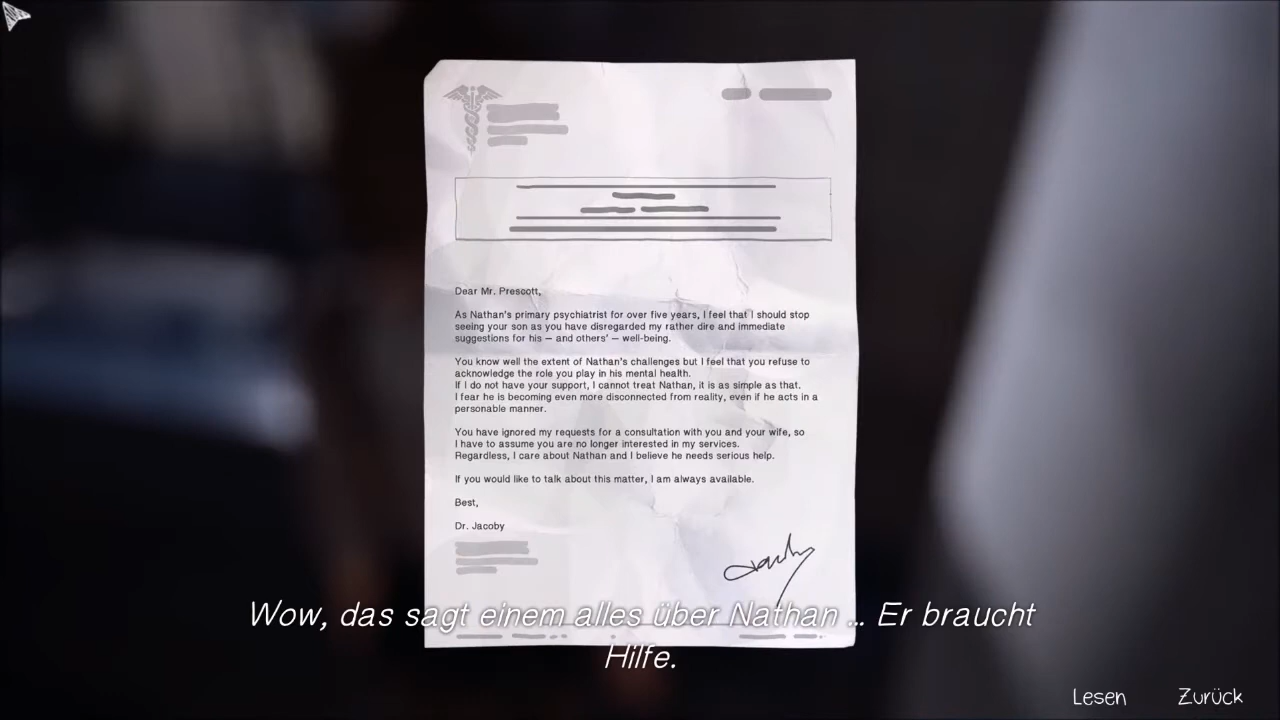 Dear Mr. Prescott,
As Nathan's primary psychiatrist for over five years, I feel that I should stop
seeing your son as you have disregarded my rather dire and immediate
suggestions for his — and others' — well-being.
You know well the extent of Nathan's challenges but I feel that you refuse to
acknowledge the role you play in his mental health.
If I do not have your support, I cannot treat Nathan, it is as simple as that.
I fear he is becoming even more disconnected from reality, even if he acts in a
personable manner.
You have ignored my requests for a consultation with you and your wife, so
I have to assume you are no longer interested in my services.
Regardless, I care about Nathan and I believe he needs serious help.
If you would like to talk about this matter, I am always available.
Best,
Dr. Jacoby
Wow, das sagt einem alles über Nathan ... Er braucht
Hilfe.
Lesen Zurück